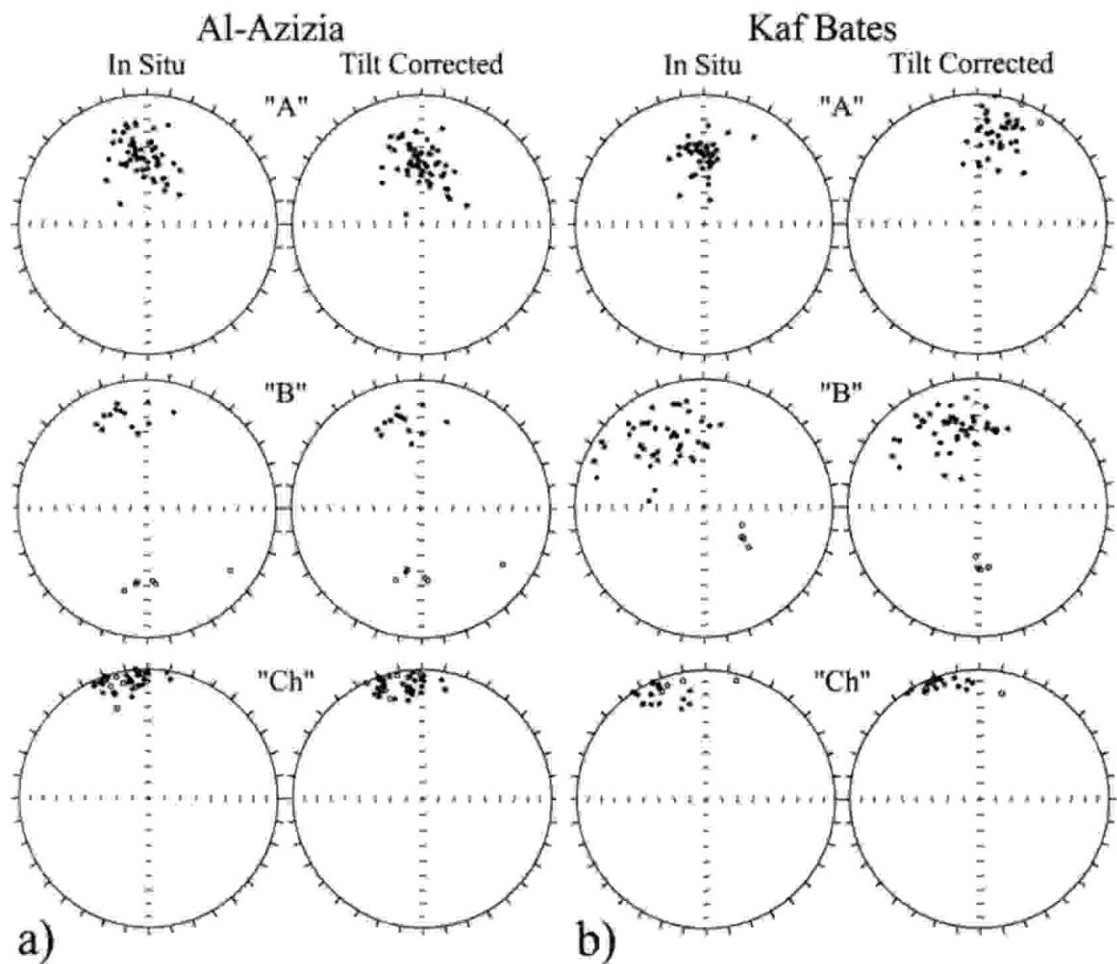 Al-Azizia Kaf Bates
In Situ Tilt Corrected In Situ Tilt Corrected
"A" "A"
"B" "B"
"Ch" "Ch"
a) b)